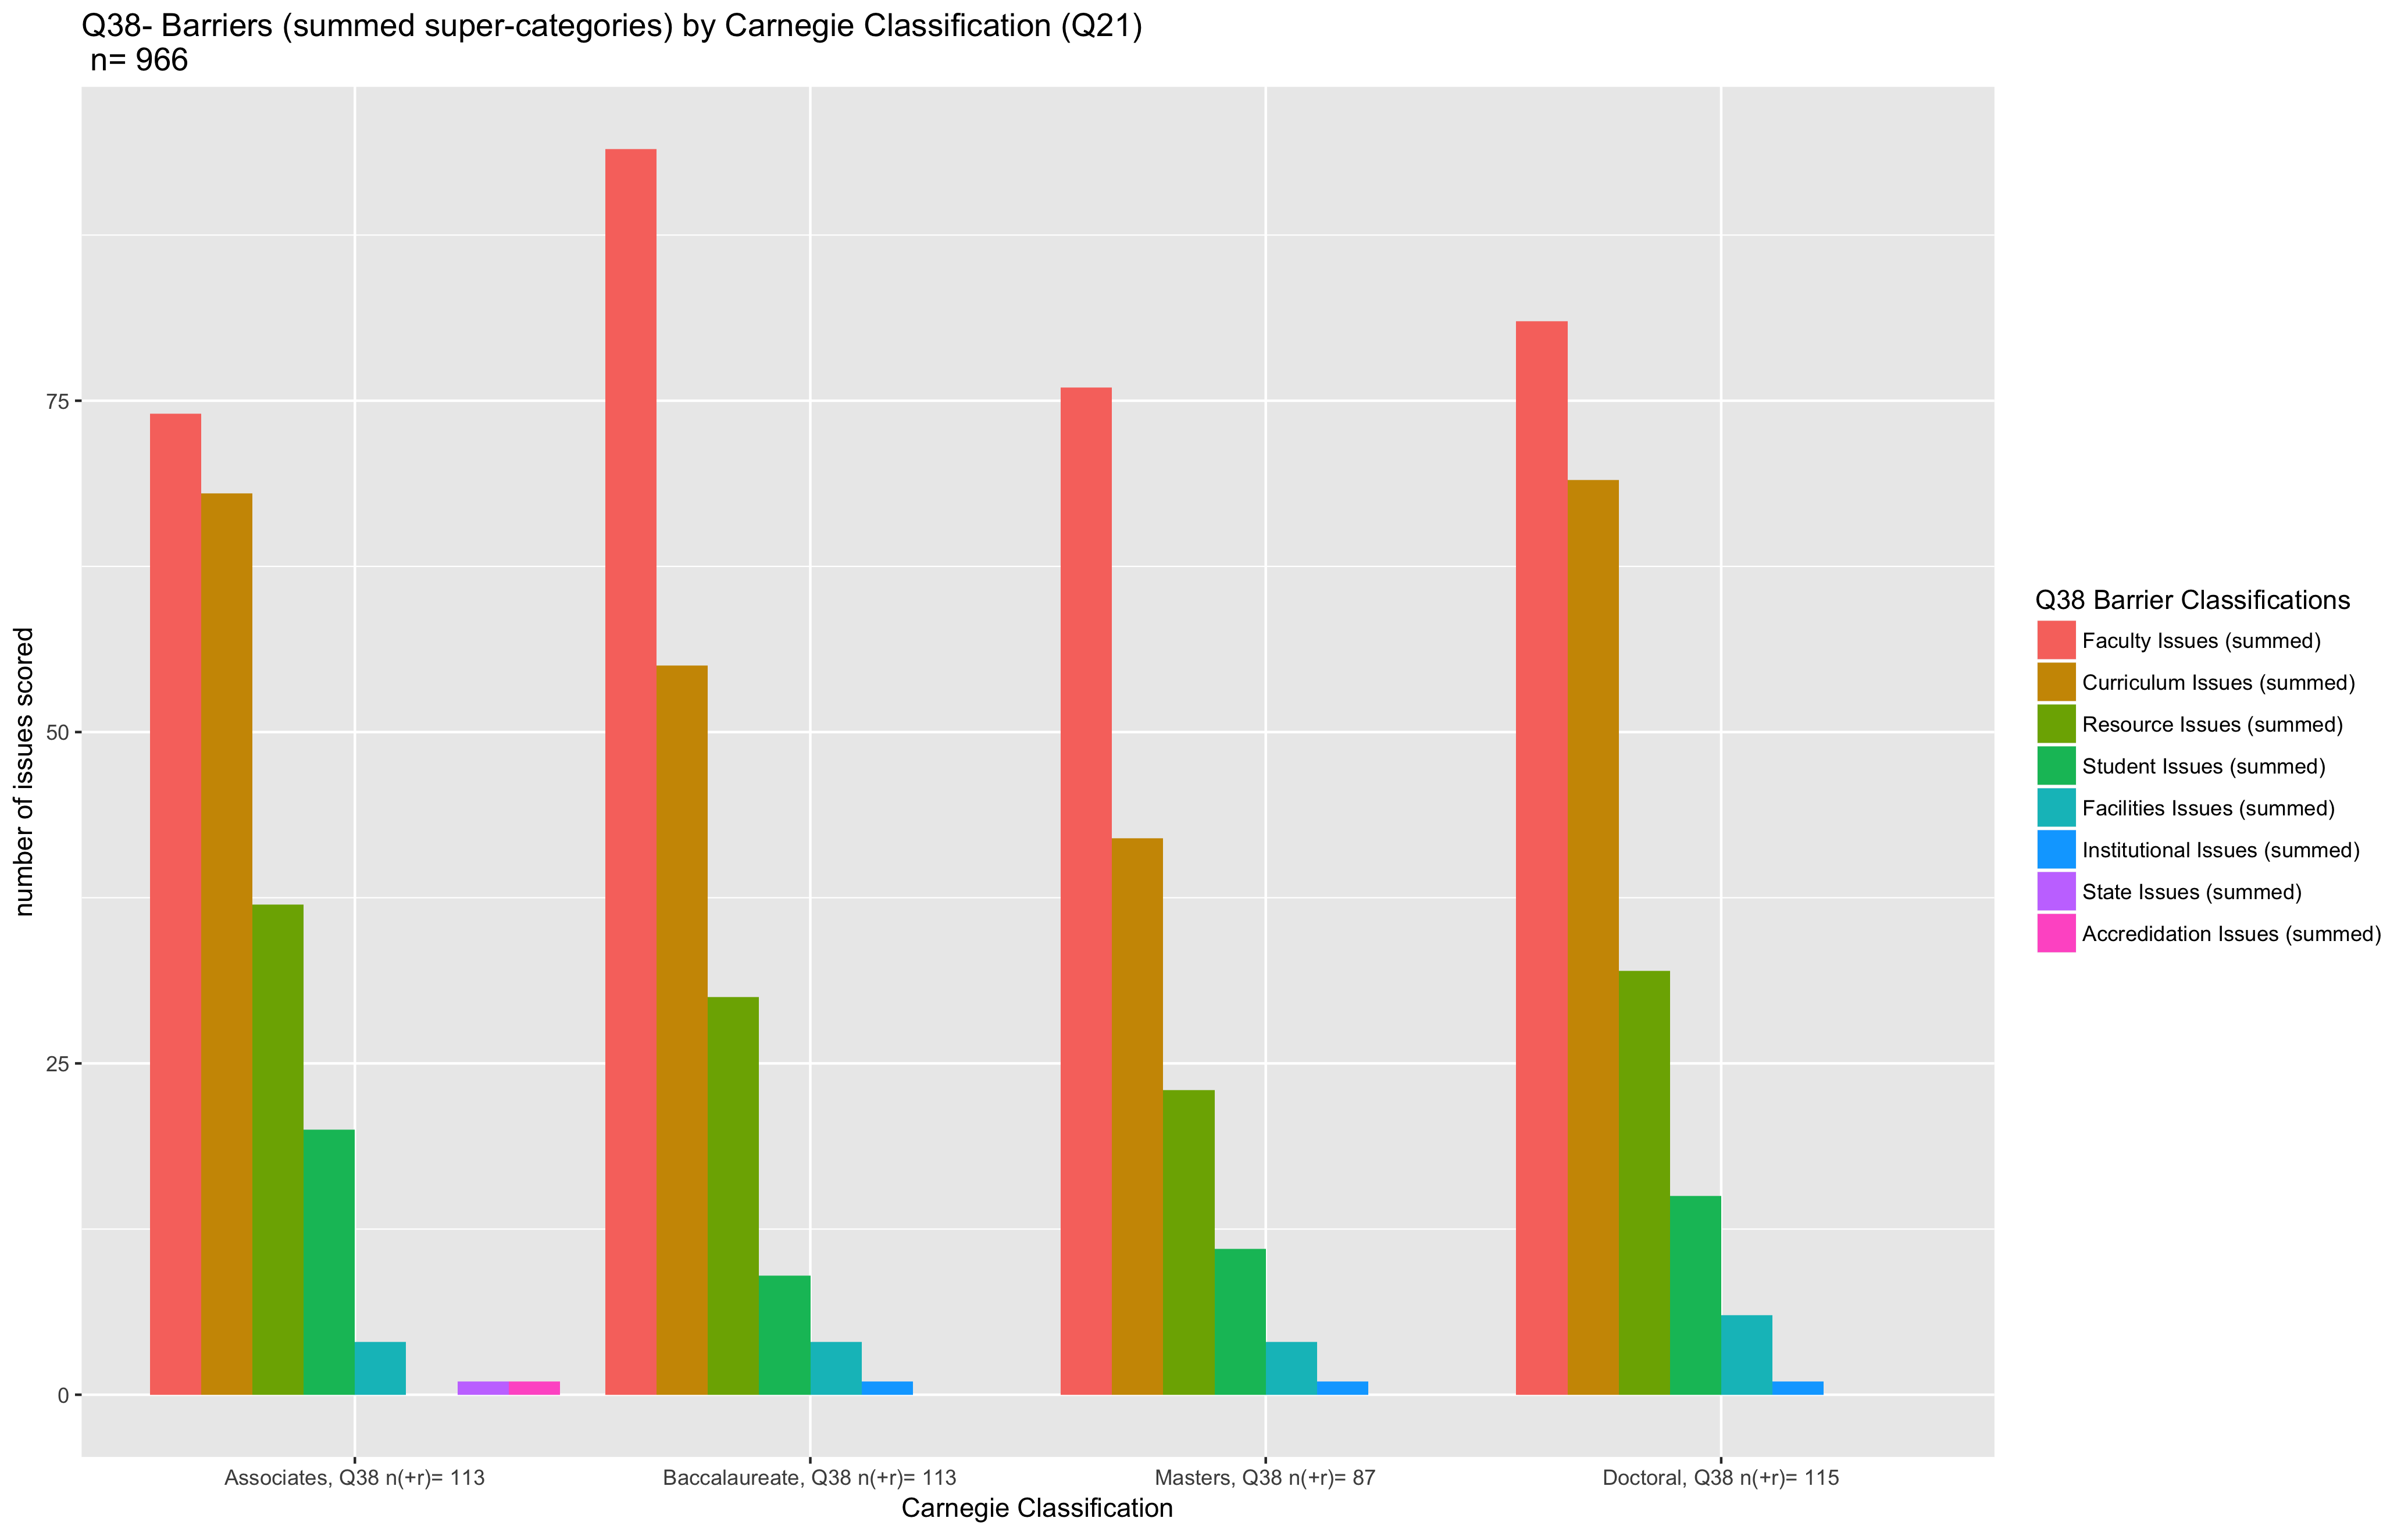 Q38- Barriers (summed super-categories) by Carnegie Classification (Q21)
n= 966
number of issues scored
75
50
25
0
Associates, Q38 n(+r)= 113
Baccalaureate, Q38 n(+r)= 113
Masters, Q38 n(+r)= 87
Doctoral, Q38 n(+r)= 115
Carnegie Classification
Q38 Barrier Classifications
Faculty Issues (summed)
Curriculum Issues (summed)
Resource Issues (summed)
Student Issues (summed)
Facilities Issues (summed)
Institutional Issues (summed)
State Issues (summed)
Accredidation Issues (summed)